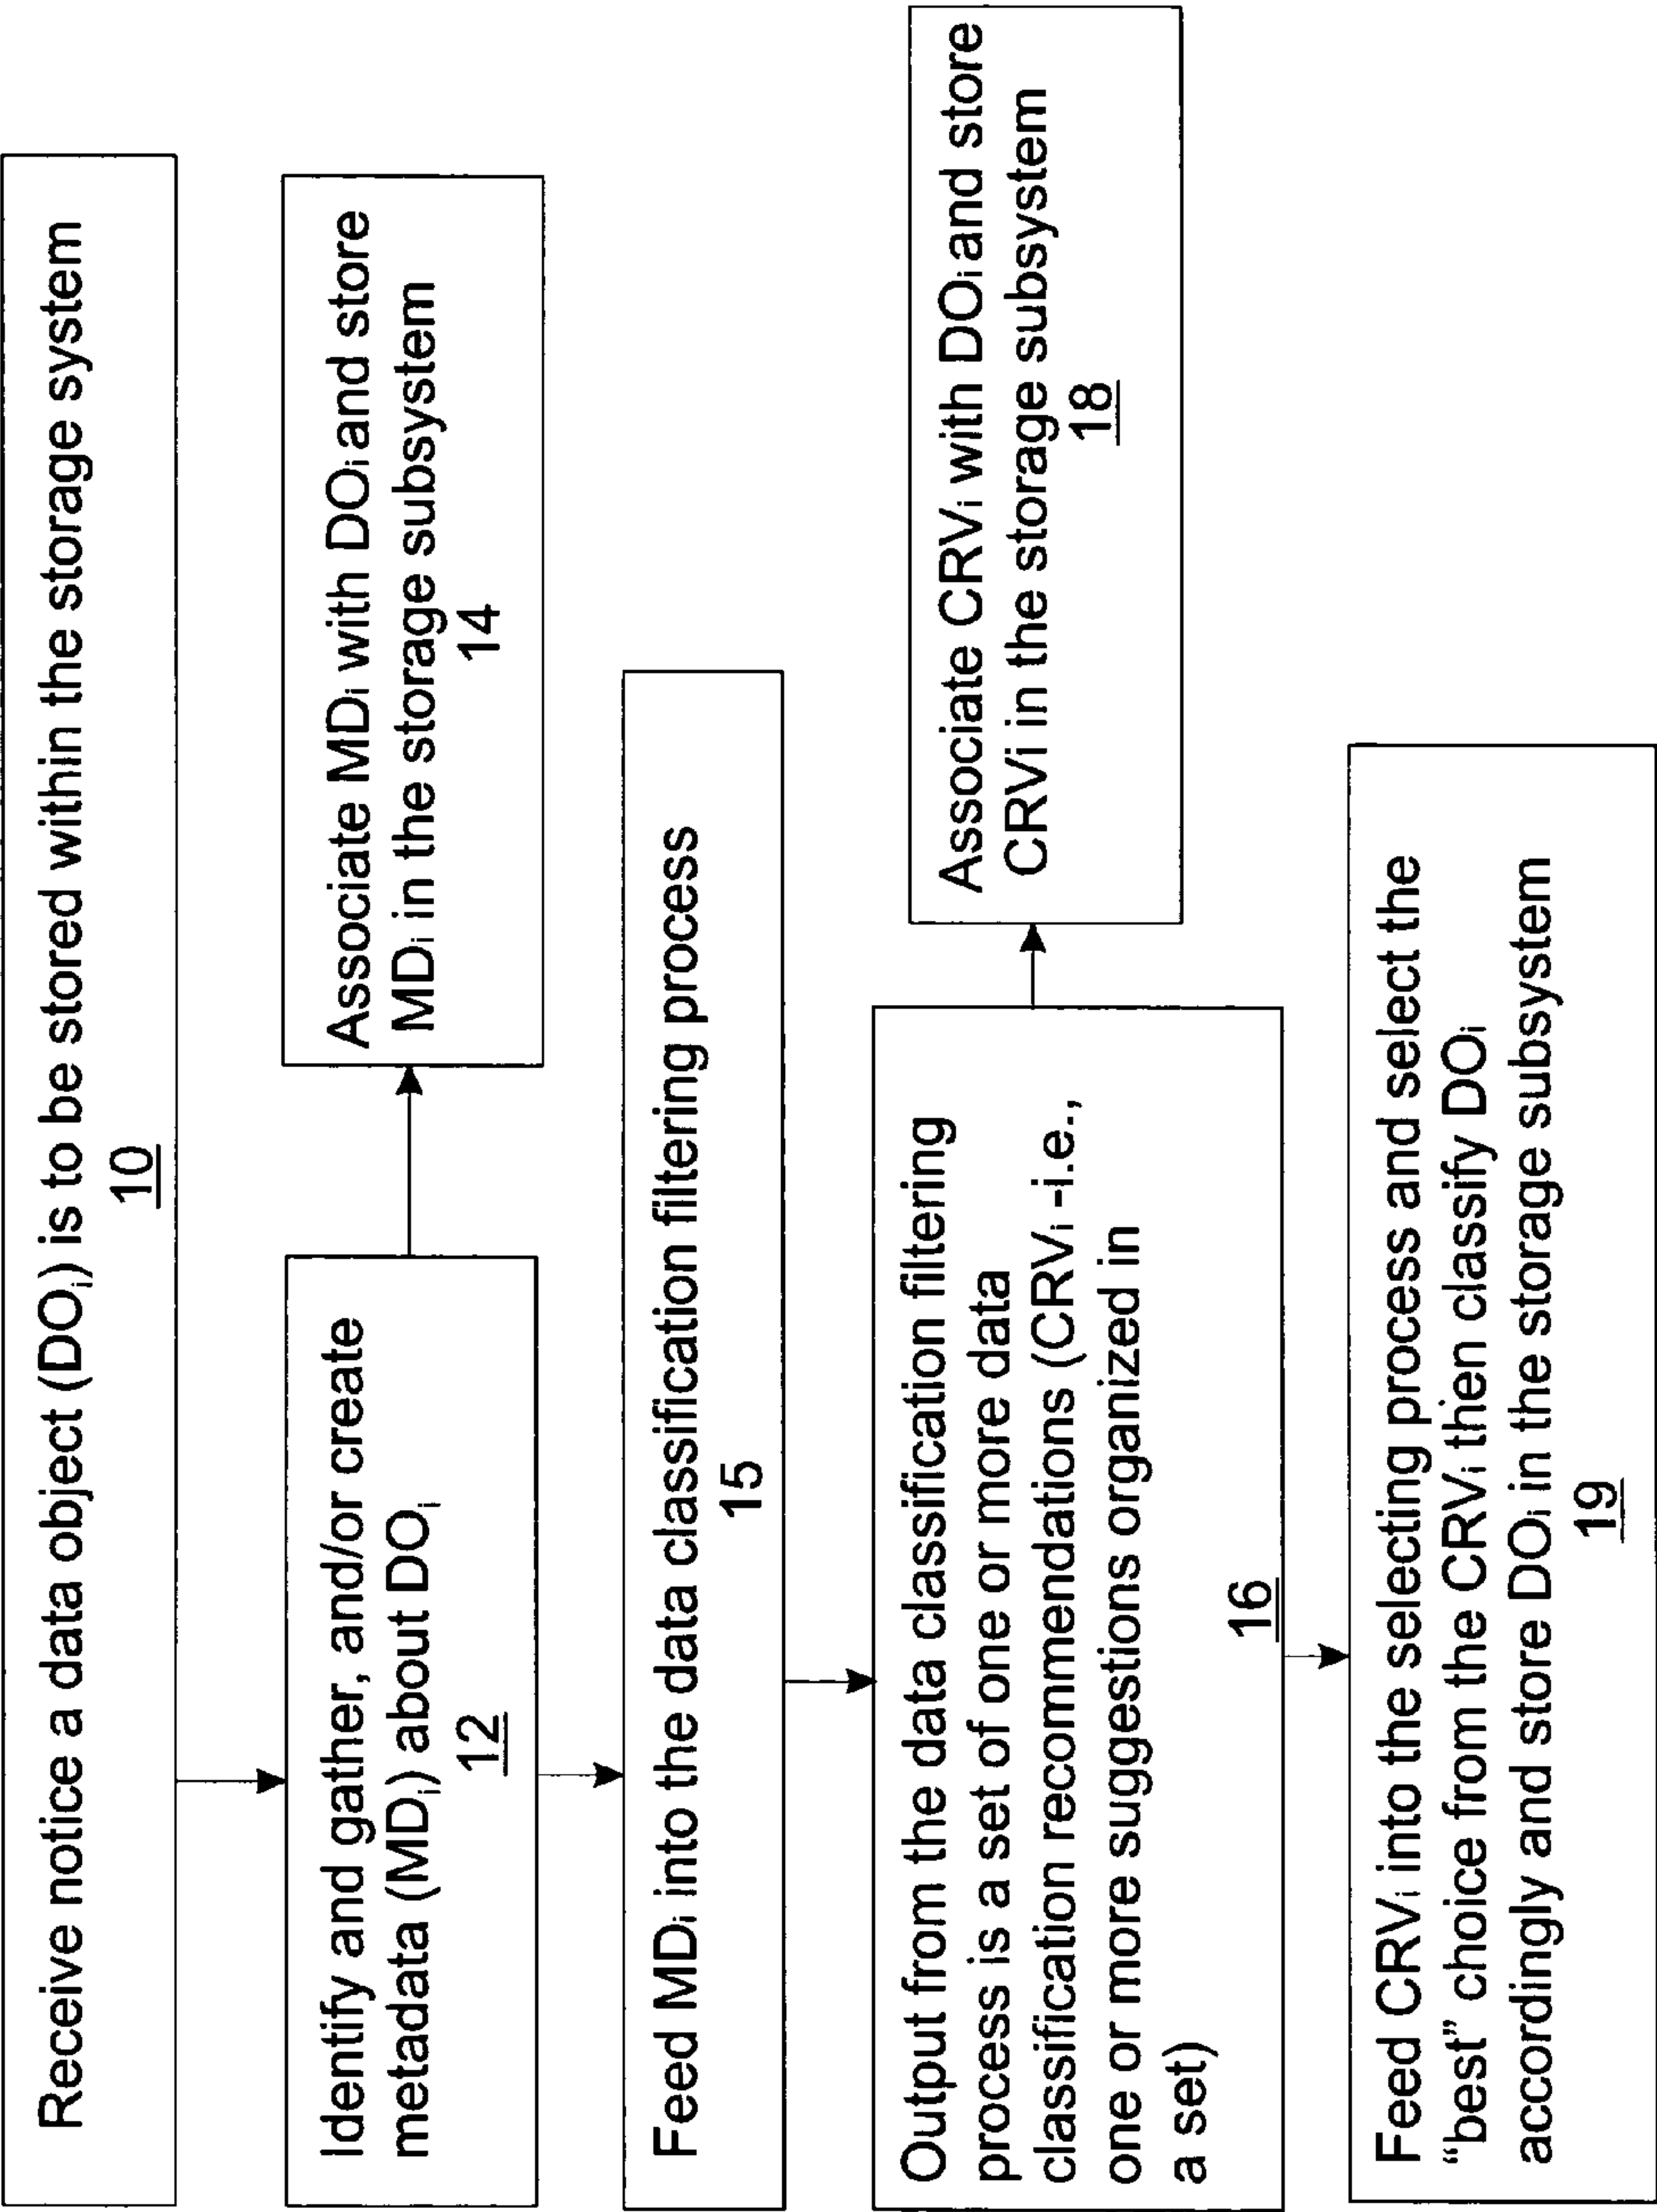 Receive notice a data object (DOᵢ) is to be stored within the storage system
10
Identify and gather, and/or create
metadata (MDᵢ) about DOᵢ
12
Associate MDᵢ with DOᵢ and store
MDᵢ in the storage subsystem
14
Feed MDᵢ into the data classification filtering process
15
Output from the data classification filtering
process is a set of one or more data
classification recommendations (CRVᵢ -i.e.,
one or more suggestions organized in
a set)
16
Associate CRVᵢ with DOᵢ and store
CRVi in the storage subsystem
18
Feed CRVᵢ into the selecting process and select the
“best” choice from the CRVᵢ then classify DOᵢ
accordingly and store DOᵢ in the storage subsystem
19